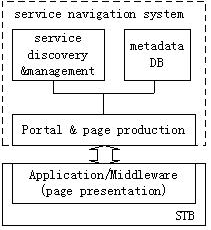 service navigation system
service
discovery
&management
metadata
DB
Portal & page production
Application/Middleware
(page presentation)
STB